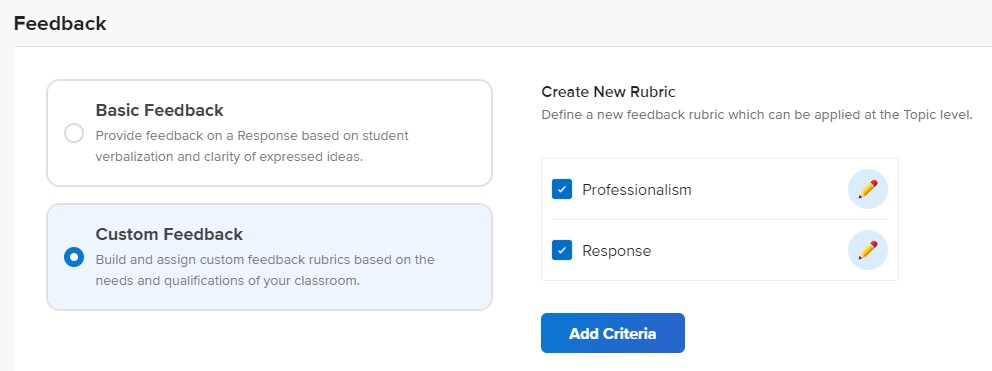 Feedback
Basic Feedback
Provide feedback on a Response based on student
verbalization and clarity of expressed ideas.
Custom Feedback
Build and assign custom feedback rubrics based on the
needs and qualifications of your classroom.
Create New Rubric
Define a new feedback rubric which can be applied at the Topic level.
Professionalism
Response
Add Criteria